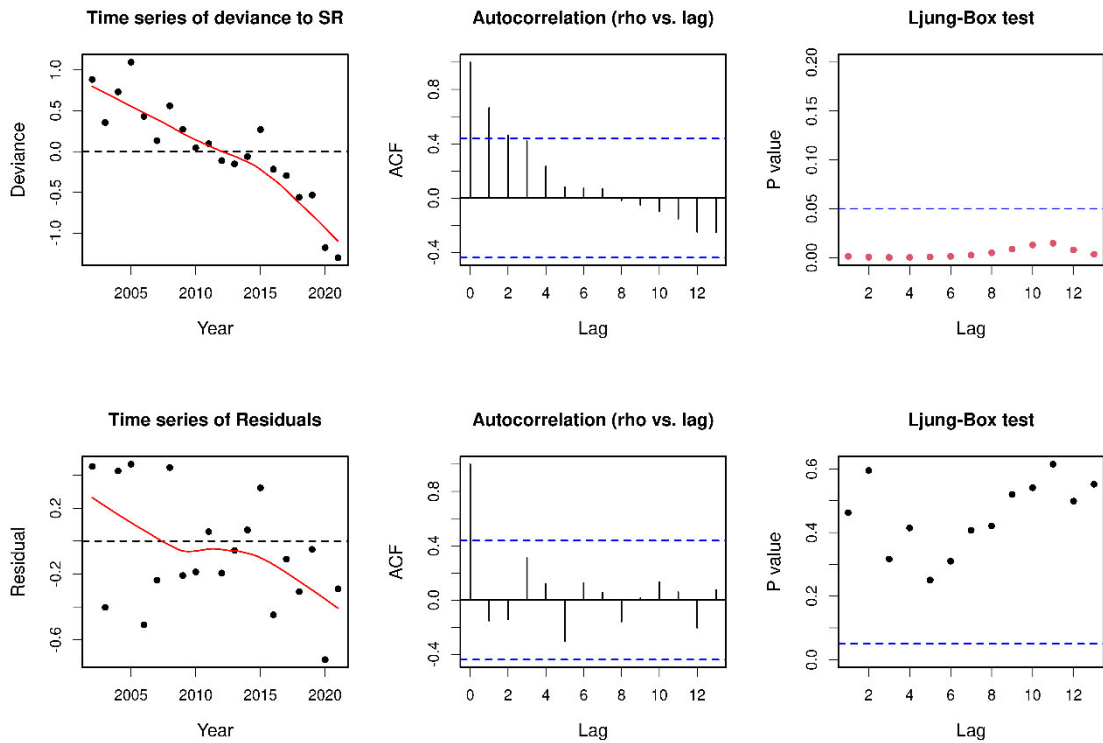 Time series of deviance to SR
Deviance
1.0
0.5
0.0
-0.5
-1.0
2005 2010 2015 2020
Year
Autocorrelation (rho vs. lag)
ACF
0.8
0.4
0.0
-0.4
0 2 4 6 8 10 12
Lag
Ljung-Box test
P value
0.20
0.15
0.10
0.05
0.00
2 4 6 8 10 12
Lag
Time series of Residuals
Residual
0.2
-0.2
-0.6
2005 2010 2015 2020
Year
Autocorrelation (rho vs. lag)
ACF
0.8
0.4
0.0
-0.4
0 2 4 6 8 10 12
Lag
Ljung-Box test
P value
0.6
0.4
0.2
0.0
2 4 6 8 10 12
Lag